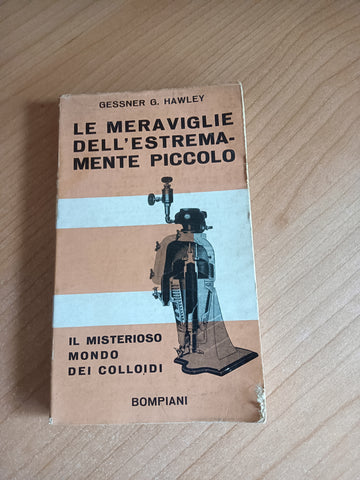 GESSNER G. HAWLEY
LE MERAVIGLIE
DELL'ESTREMA-
MENTE PICCOLO
IL MISTERIOSO
MONDO
DEI COLLOIDI
BOMPIANI